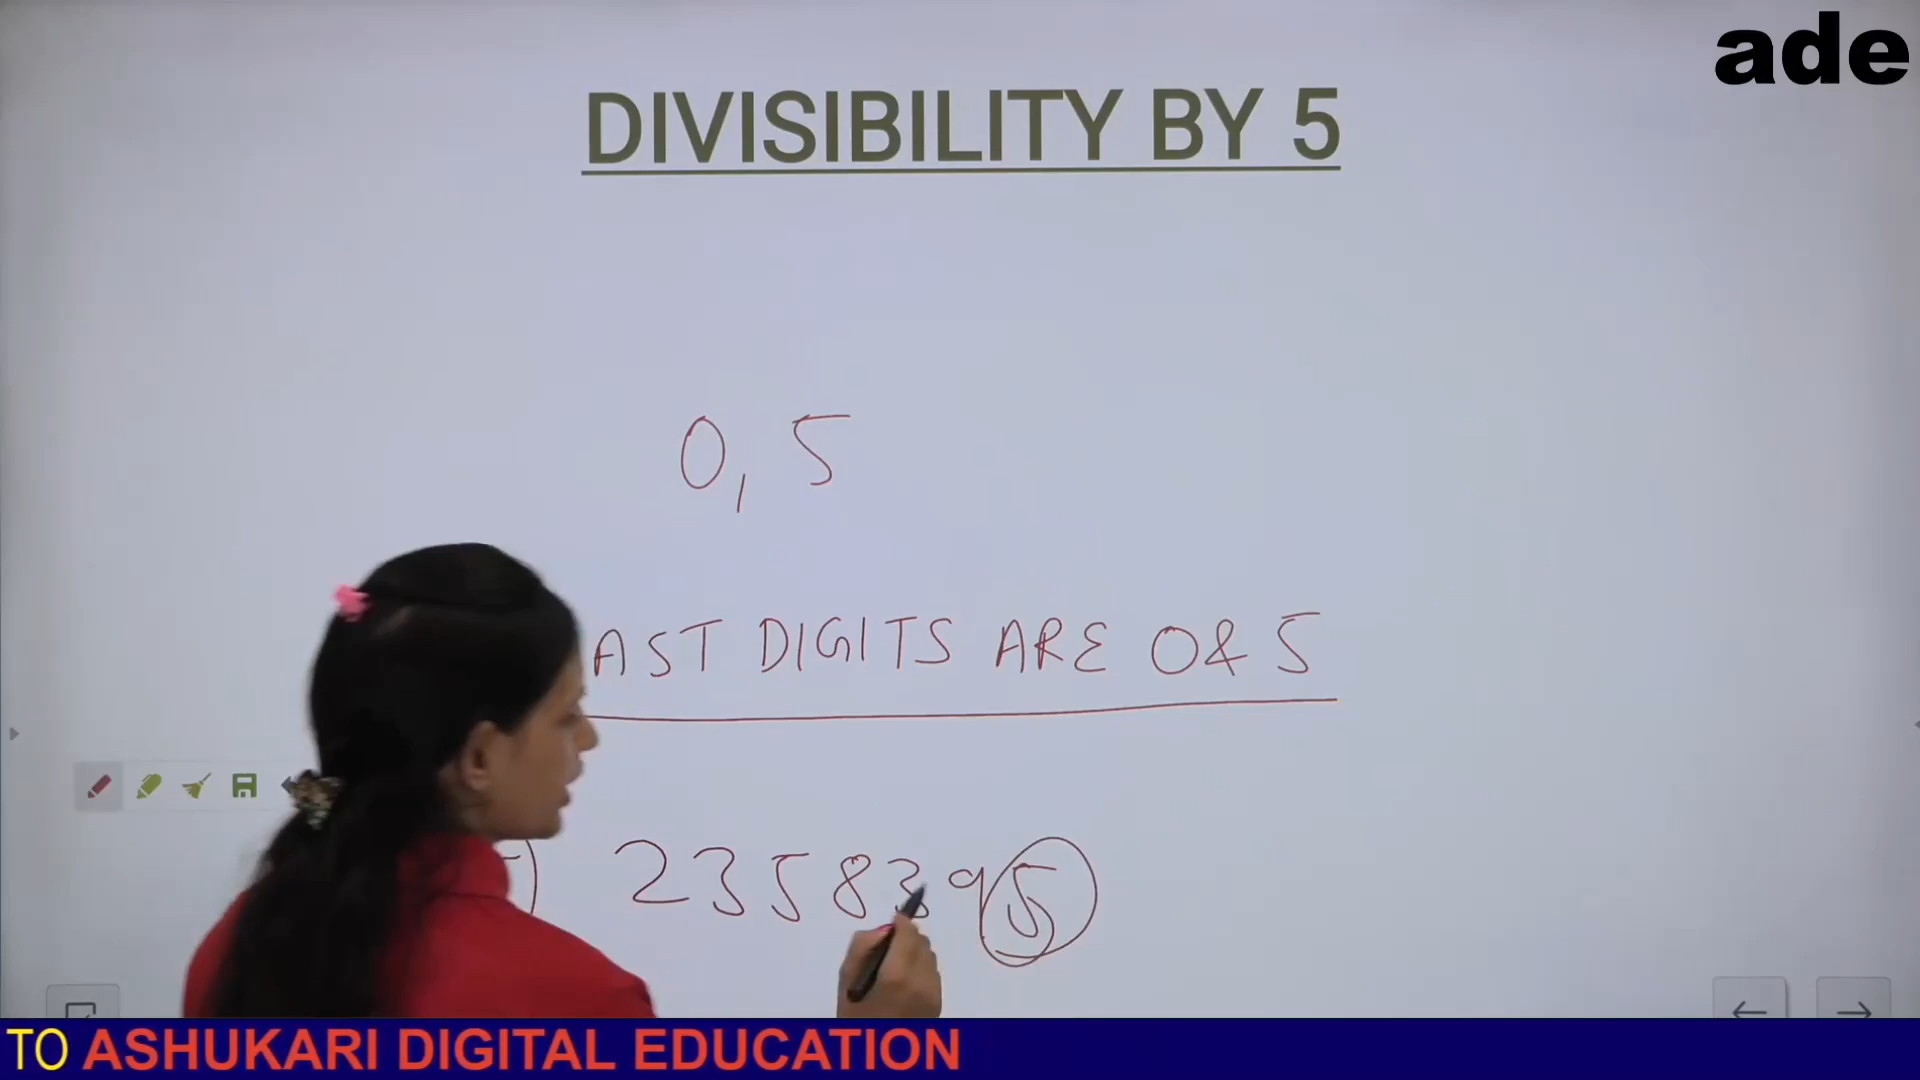 ade
DIVISIBILITY BY 5
0, 5
AST DIGITS ARE 0 & 5
2358395
TO ASHUKARI DIGITAL EDUCATION